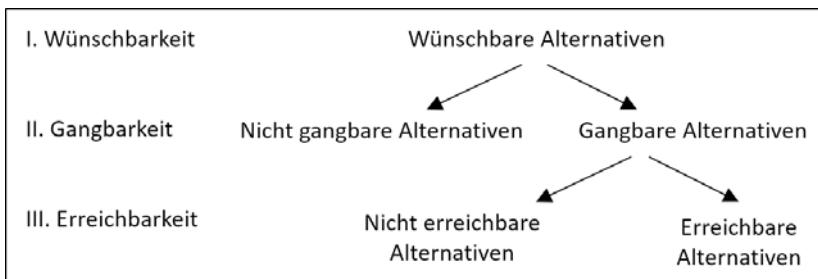 I. Wünschbarkeit
Wünschbare Alternativen
II. Gangbarkeit
Nicht gangbare Alternativen
Gangbare Alternativen
III. Erreichbarkeit
Nicht erreichbare
Alternativen
Erreichbare
Alternativen